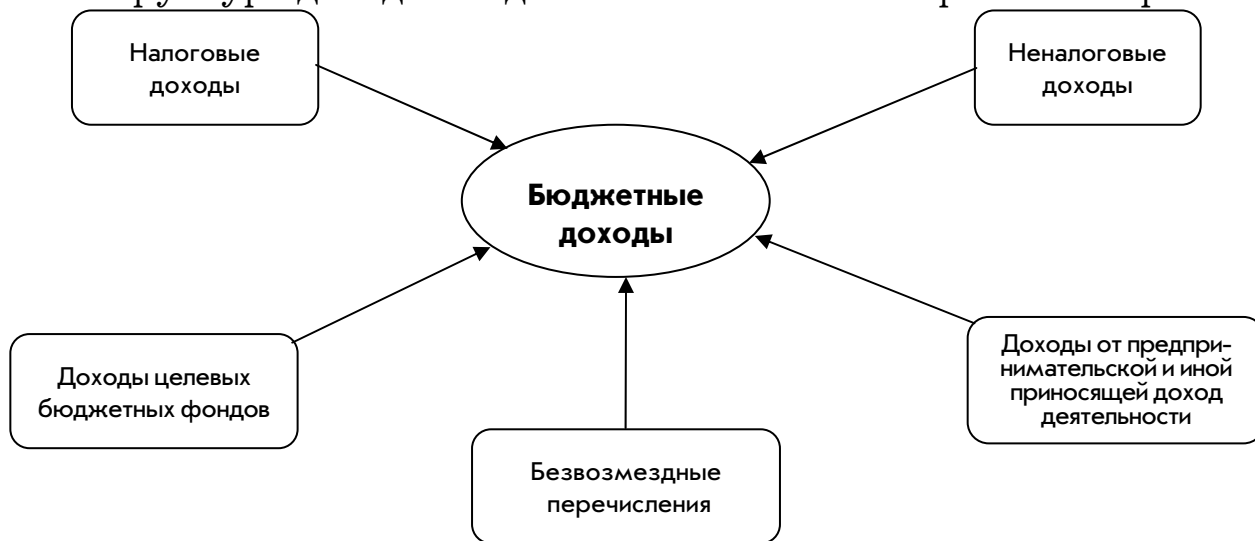 Налоговые
доходы
Неналоговые
доходы
Бюджетные
доходы
Доходы целевых
бюджетных фондов
Безвозмездные
перечисления
Доходы от предпри-
нимательской и иной
приносящей доход
деятельности